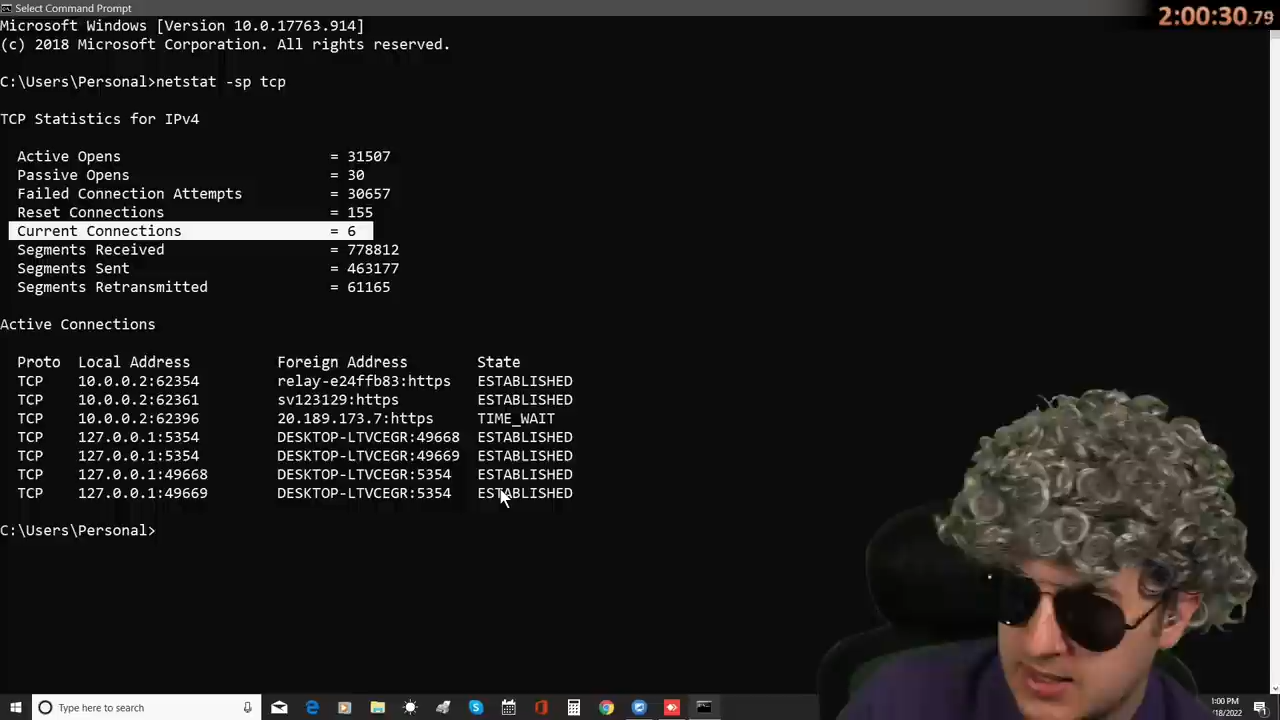 Select Command Prompt
2:00:30.79
Microsoft Windows [Version 10.0.17763.914]
(c) 2018 Microsoft Corporation. All rights reserved.
C:\Users\Personal>netstat -sp tcp
TCP Statistics for IPv4
Active Opens = 31507
Passive Opens = 30
Failed Connection Attempts = 30657
Reset Connections = 155
Current Connections = 6
Segments Received = 778812
Segments Sent = 463177
Segments Retransmitted = 61165
Active Connections
Proto Local Address Foreign Address State
TCP 10.0.0.2:62354 relay-e24ffb83:https ESTABLISHED
TCP 10.0.0.2:62361 sv123129:https ESTABLISHED
TCP 10.0.0.2:62396 20.189.173.7:https TIME_WAIT
TCP 127.0.0.1:5354 DESKTOP-LTVCEGR:49668 ESTABLISHED
TCP 127.0.0.1:5354 DESKTOP-LTVCEGR:49669 ESTABLISHED
TCP 127.0.0.1:49668 DESKTOP-LTVCEGR:5354 ESTABLISHED
TCP 127.0.0.1:49669 DESKTOP-LTVCEGR:5354 ESTABLISHED
C:\Users\Personal>
Type here to search
1:00 PM
/18/2022